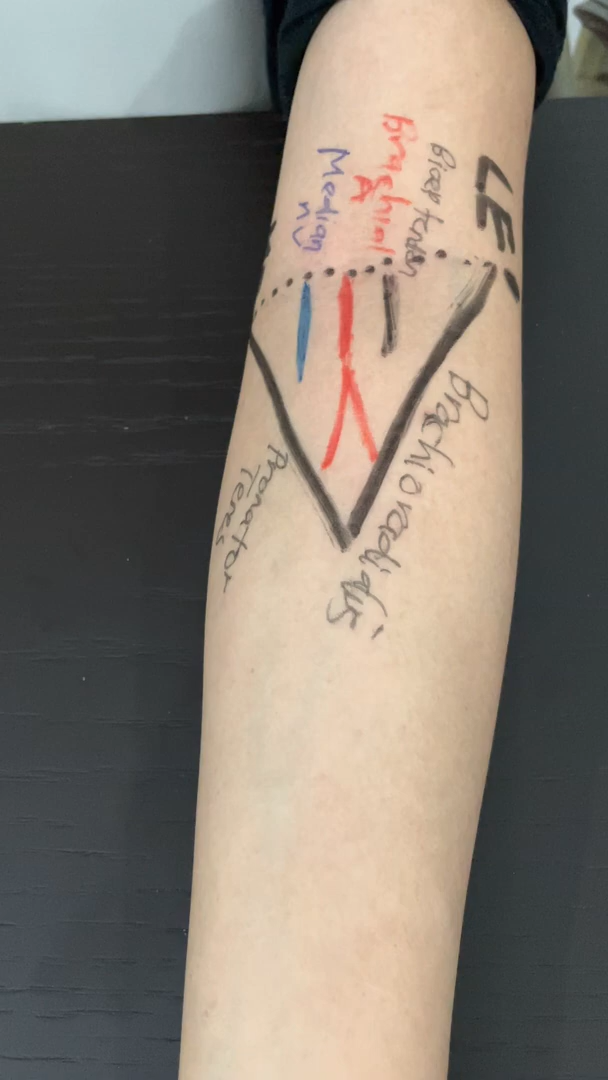 LE
Bicep tendon
Brachial
A
Median
n
Brachioradialis
Pronator
Teres